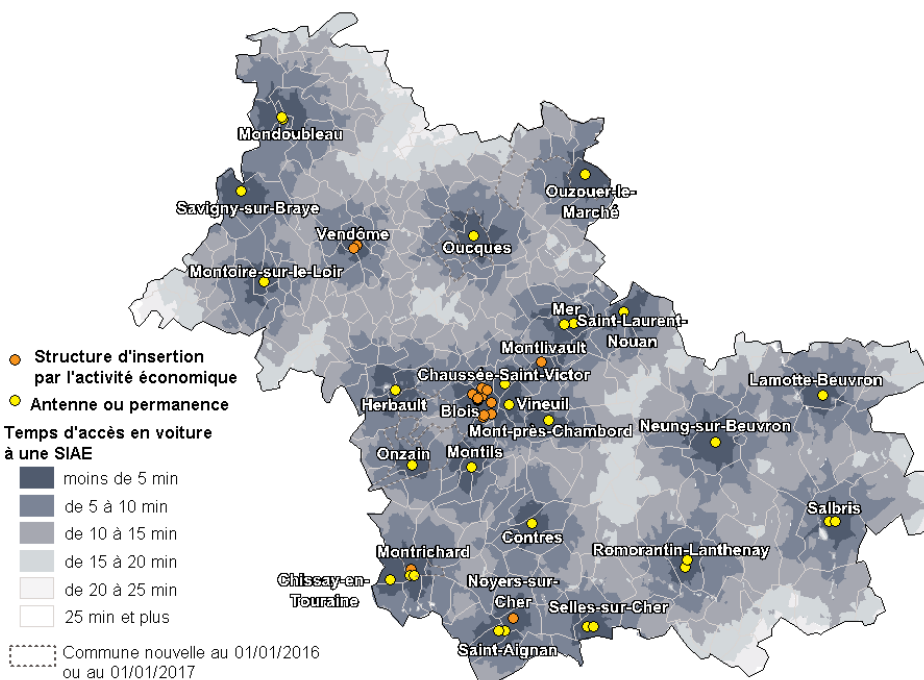 Mondoubleau
Ouzouer-le-
Marché
Savigny-sur-Braye
Vendôme
Oucques
Montoire-sur-le-Loir
Mer
Saint-Laurent-
Nouan
Montlivault
Structure d'insertion
par l'activité économique
Chaussée-Saint-Victor
Lamotte-Beuvron
Antenne ou permanence
Herbault
Blois
Vineuil
Mont-près-Chambord
Neung-sur-Beuvron
Temps d'accès en voiture
à une SIAE
Onzain
Montils
moins de 5 min
de 5 à 10 min
Salbris
de 10 à 15 min
Contres
de 15 à 20 min
Montrichard
Romorantin-Lanthenay
Chissay-en-
Touraine
Noyers-sur-
Cher
de 20 à 25 min
Selles-sur-Cher
25 min et plus
Saint-Aignan
Commune nouvelle au 01/01/2016
ou au 01/01/2017